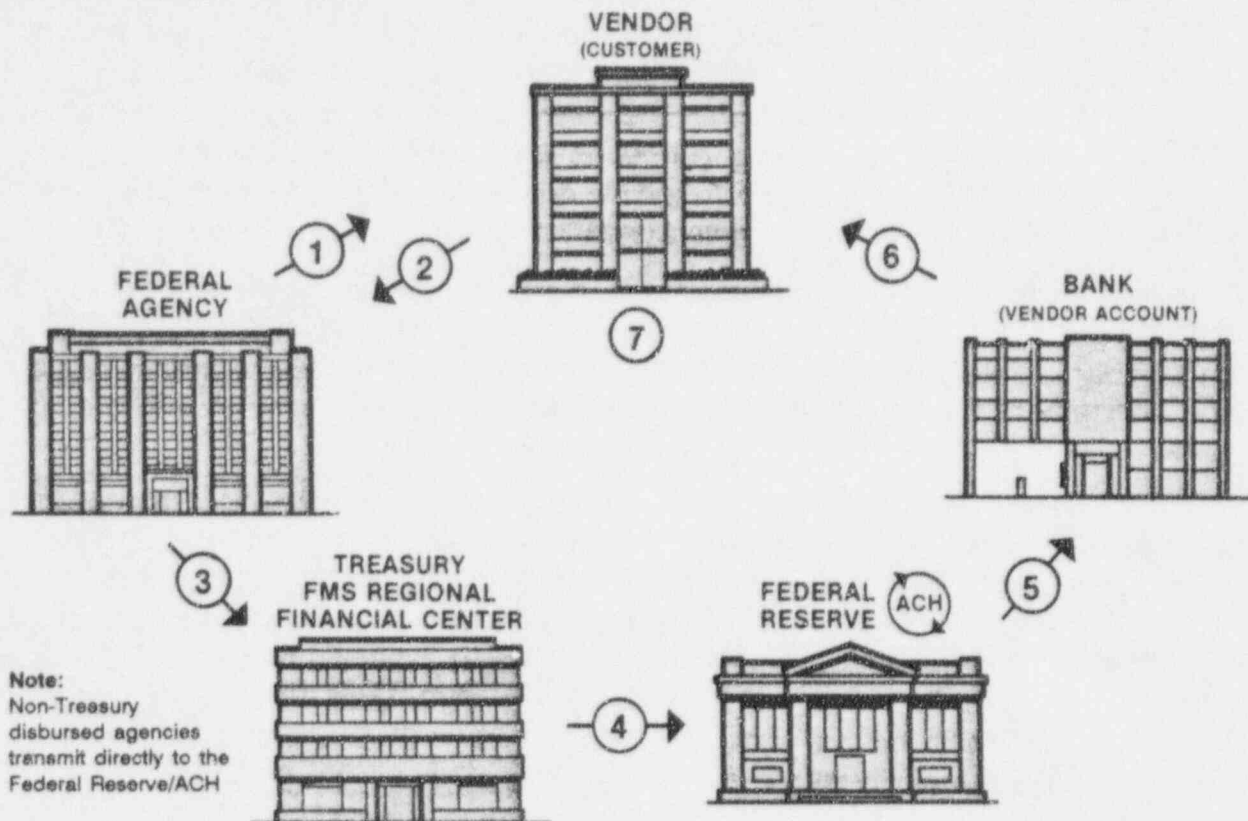 VENDOR
(CUSTOMER)
1
2
6
FEDERAL
AGENCY
7
BANK
(VENDOR ACCOUNT)
3
TREASURY
FMS REGIONAL
FINANCIAL CENTER
FEDERAL
RESERVE
ACH
5
Note:
Non-Treasury
disbursed agencies
transmit directly to the
Federal Reserve/ACH
4